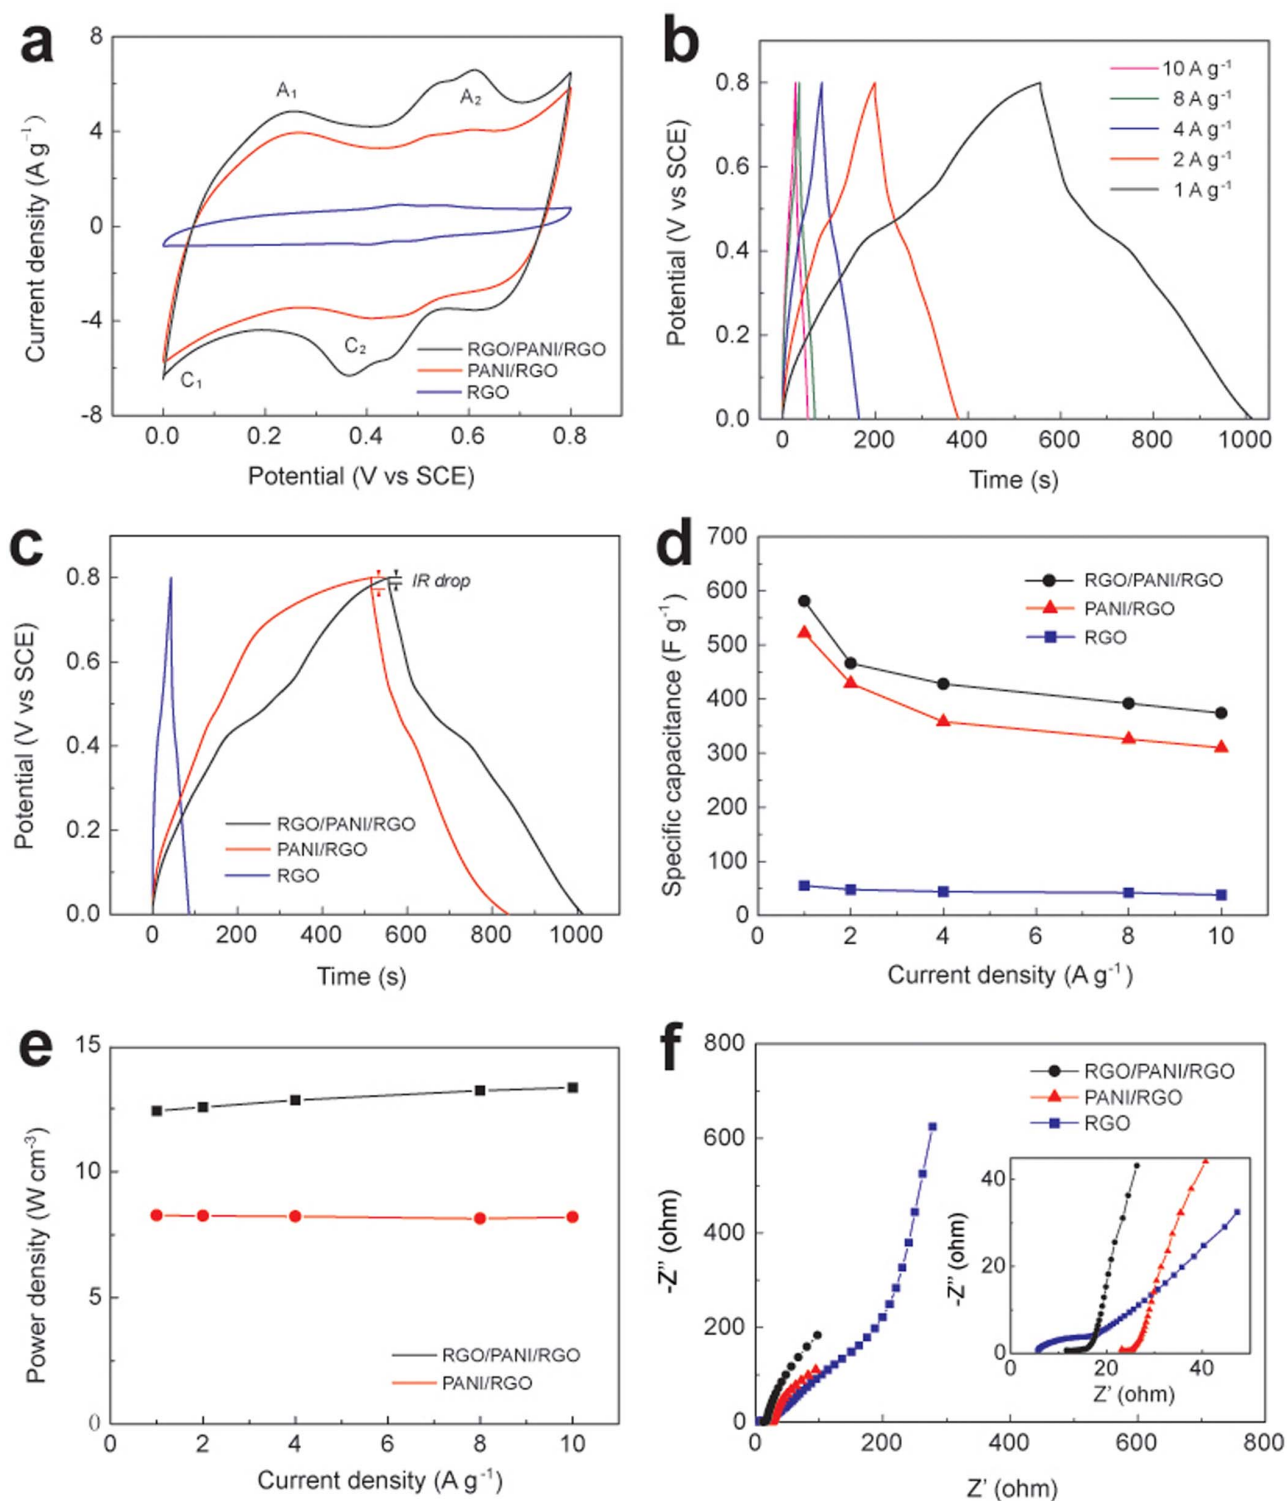 a
8
4
0
-4
-8
Current density (A g⁻¹)
A₁
A₂
C₁
C₂
RGO/PANI/RGO
PANI/RGO
RGO
0.0 0.2 0.4 0.6 0.8
Potential (V vs SCE)
b
0.8
0.6
0.4
0.2
0.0
Potential (V vs SCE)
10 A g⁻¹
8 A g⁻¹
4 A g⁻¹
2 A g⁻¹
1 A g⁻¹
0 200 400 600 800 1000
Time (s)
c
0.8
0.6
0.4
0.2
0.0
Potential (V vs SCE)
IR drop
RGO/PANI/RGO
PANI/RGO
RGO
0 200 400 600 800 1000
Time (s)
d
700
600
500
400
300
200
100
0
Specific capacitance (F g⁻¹)
RGO/PANI/RGO
PANI/RGO
RGO
0 2 4 6 8 10
Current density (A g⁻¹)
e
15
10
5
0
Power density (W cm⁻³)
RGO/PANI/RGO
PANI/RGO
0 2 4 6 8 10
Current density (A g⁻¹)
f
800
600
400
200
0
-Z'' (ohm)
RGO/PANI/RGO
PANI/RGO
RGO
40
20
0
-Z'' (ohm)
0 20 40
Z' (ohm)
0 200 400 600 800
Z' (ohm)